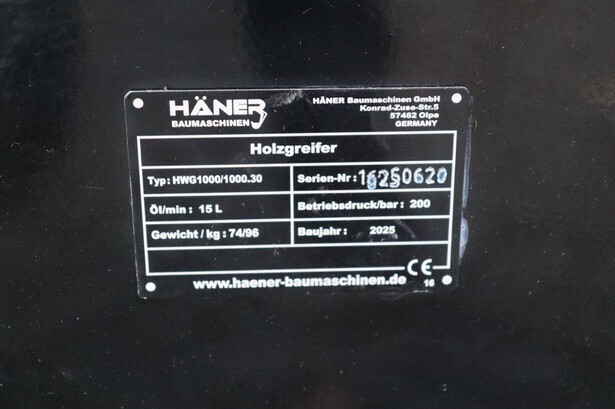 HÄNER
BAUMASCHINEN
HÄNER Baumaschinen GmbH
Konrad-Zuse-Str.5
57462 Olpe
GERMANY
Holzgreifer
Typ: HWG1000/1000.30
Serien-Nr:
Öl/min : 15 L
Betriebsdruck/bar : 200
Gewicht / kg : 74/96
Baujahr : 2025
CE
www.haener-baumaschinen.de
16